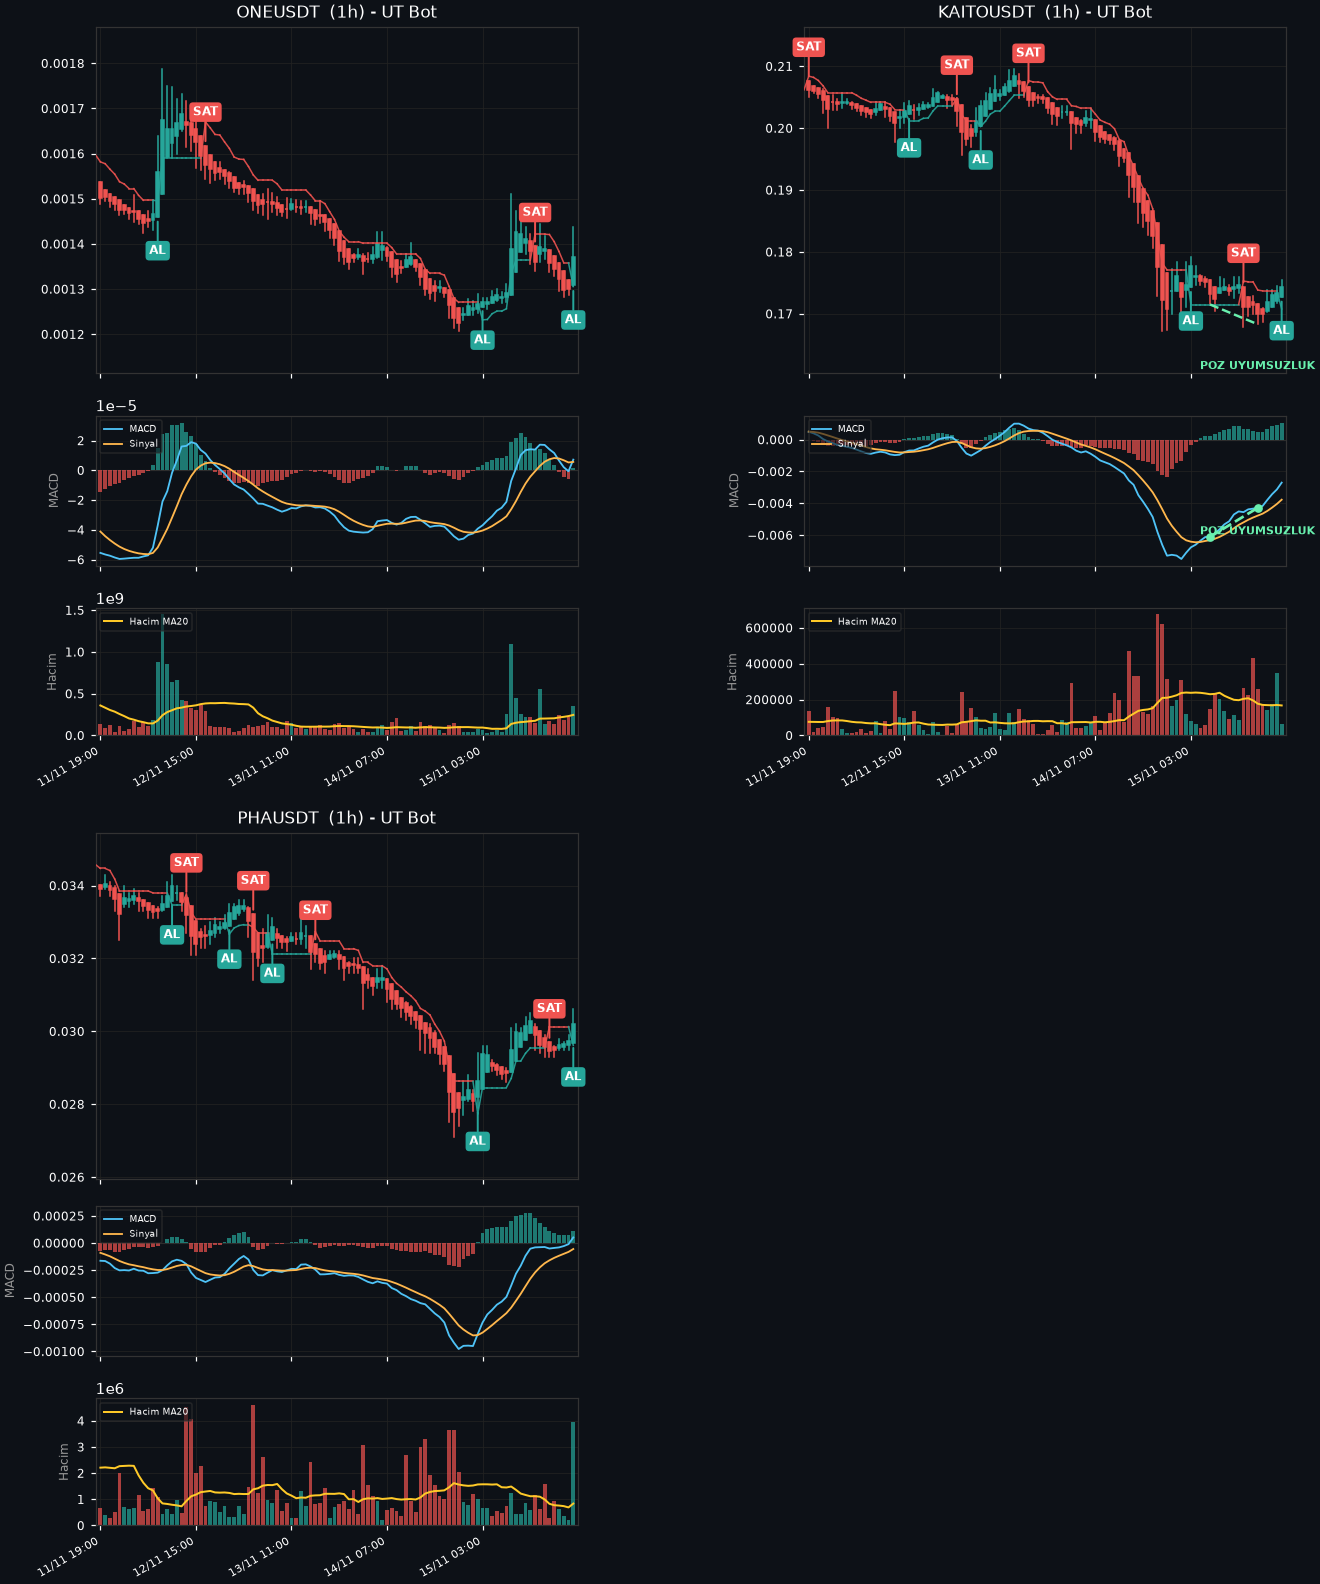 ONEUSDT (1h) - UT Bot
0.0018
0.0017
0.0016
0.0015
0.0014
0.0013
0.0012
SAT
AL
SAT
AL
AL
1e−5
MACD
Sinyal
2
0
−2
−4
−6
MACD
1e9
Hacim MA20
1.5
1.0
0.5
0.0
Hacim
11/11 19:00
12/11 15:00
13/11 11:00
14/11 07:00
15/11 03:00
KAITOUSDT (1h) - UT Bot
0.21
0.20
0.19
0.18
0.17
SAT
SAT
SAT
AL
AL
SAT
AL
AL
POZ UYUMSUZLUK
MACD
Sinyal
0.000
−0.002
−0.004
−0.006
MACD
POZ UYUMSUZLUK
Hacim MA20
600000
400000
200000
0
Hacim
11/11 19:00
12/11 15:00
13/11 11:00
14/11 07:00
15/11 03:00
PHAUSDT (1h) - UT Bot
0.034
0.032
0.030
0.028
0.026
SAT
SAT
SAT
AL
AL
AL
SAT
AL
AL
MACD
Sinyal
0.00025
0.00000
−0.00025
−0.00050
−0.00075
−0.00100
MACD
1e6
Hacim MA20
4
3
2
1
0
Hacim
11/11 19:00
12/11 15:00
13/11 11:00
14/11 07:00
15/11 03:00